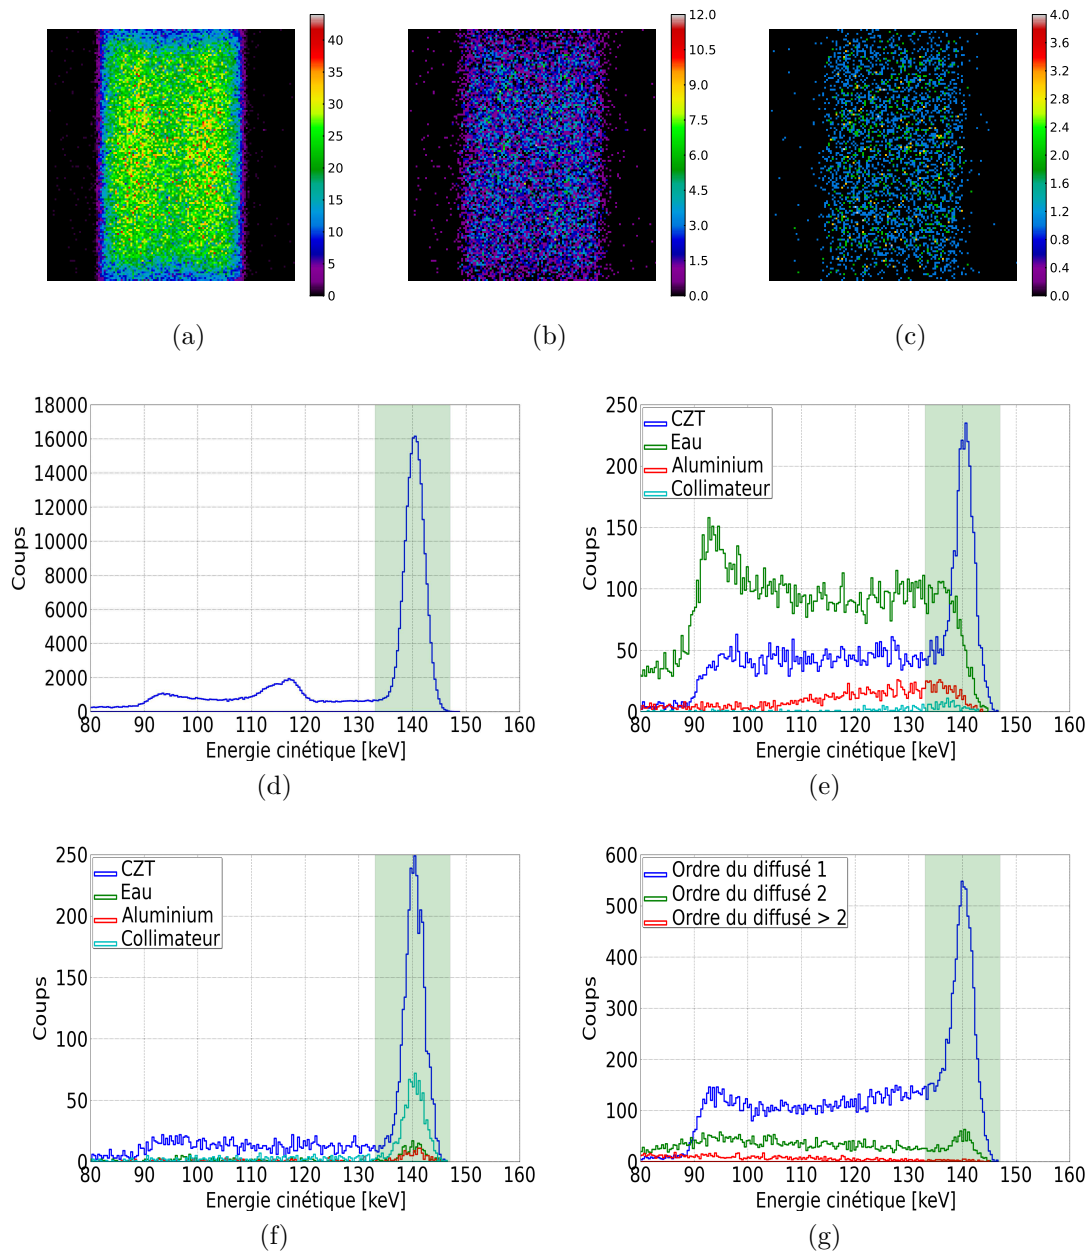 40
35
30
25
20
15
10
5
0
12.0
10.5
9.0
7.5
6.0
4.5
3.0
1.5
0.0
4.0
3.6
3.2
2.8
2.4
2.0
1.6
1.2
0.8
0.4
0.0
(a)
(b)
(c)
18000
16000
14000
12000
10000
8000
6000
4000
2000
0
Coups
80 90 100 110 120 130 140 150 160
Energie cinétique [keV]
(d)
250
200
150
100
50
0
Coups
CZT
Eau
Aluminium
Collimateur
80 90 100 110 120 130 140 150 160
Energie cinétique [keV]
(e)
250
200
150
100
50
0
Coups
CZT
Eau
Aluminium
Collimateur
80 90 100 110 120 130 140 150 160
Energie cinétique [keV]
(f)
600
500
400
300
200
100
0
Coups
Ordre du diffusé 1
Ordre du diffusé 2
Ordre du diffusé > 2
80 90 100 110 120 130 140 150 160
Energie cinétique [keV]
(g)